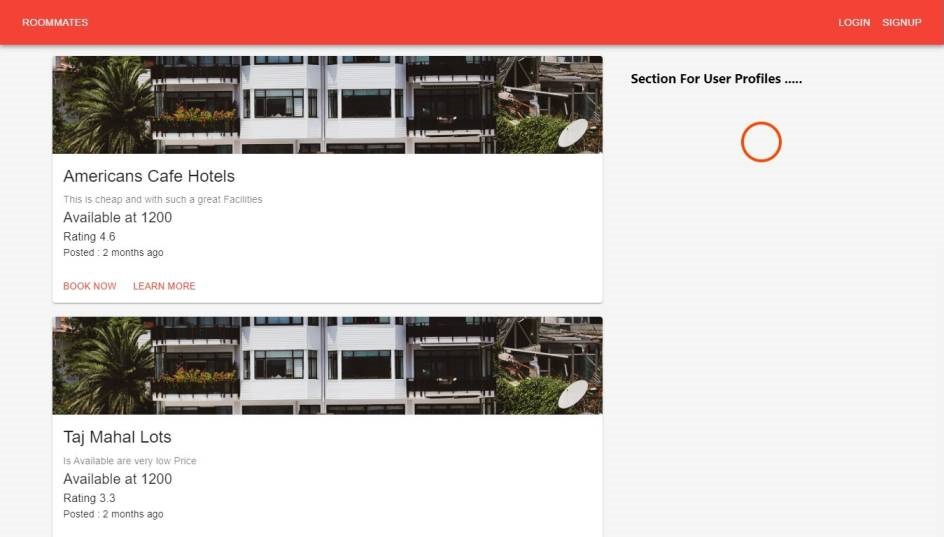 ROOMMATES
LOGIN SIGNUP
Americans Cafe Hotels
This is cheap and with such a great Facilities
Available at 1200
Rating 4.6
Posted : 2 months ago
BOOK NOW LEARN MORE
Taj Mahal Lots
Is Available are very low Price
Available at 1200
Rating 3.3
Posted : 2 months ago
Section For User Profiles .....